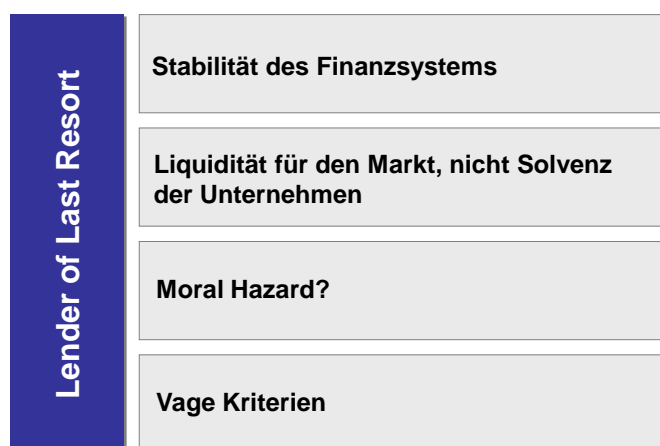 Lender of Last Resort
Stabilität des Finanzsystems
Liquidität für den Markt, nicht Solvenz
der Unternehmen
Moral Hazard?
Vage Kriterien